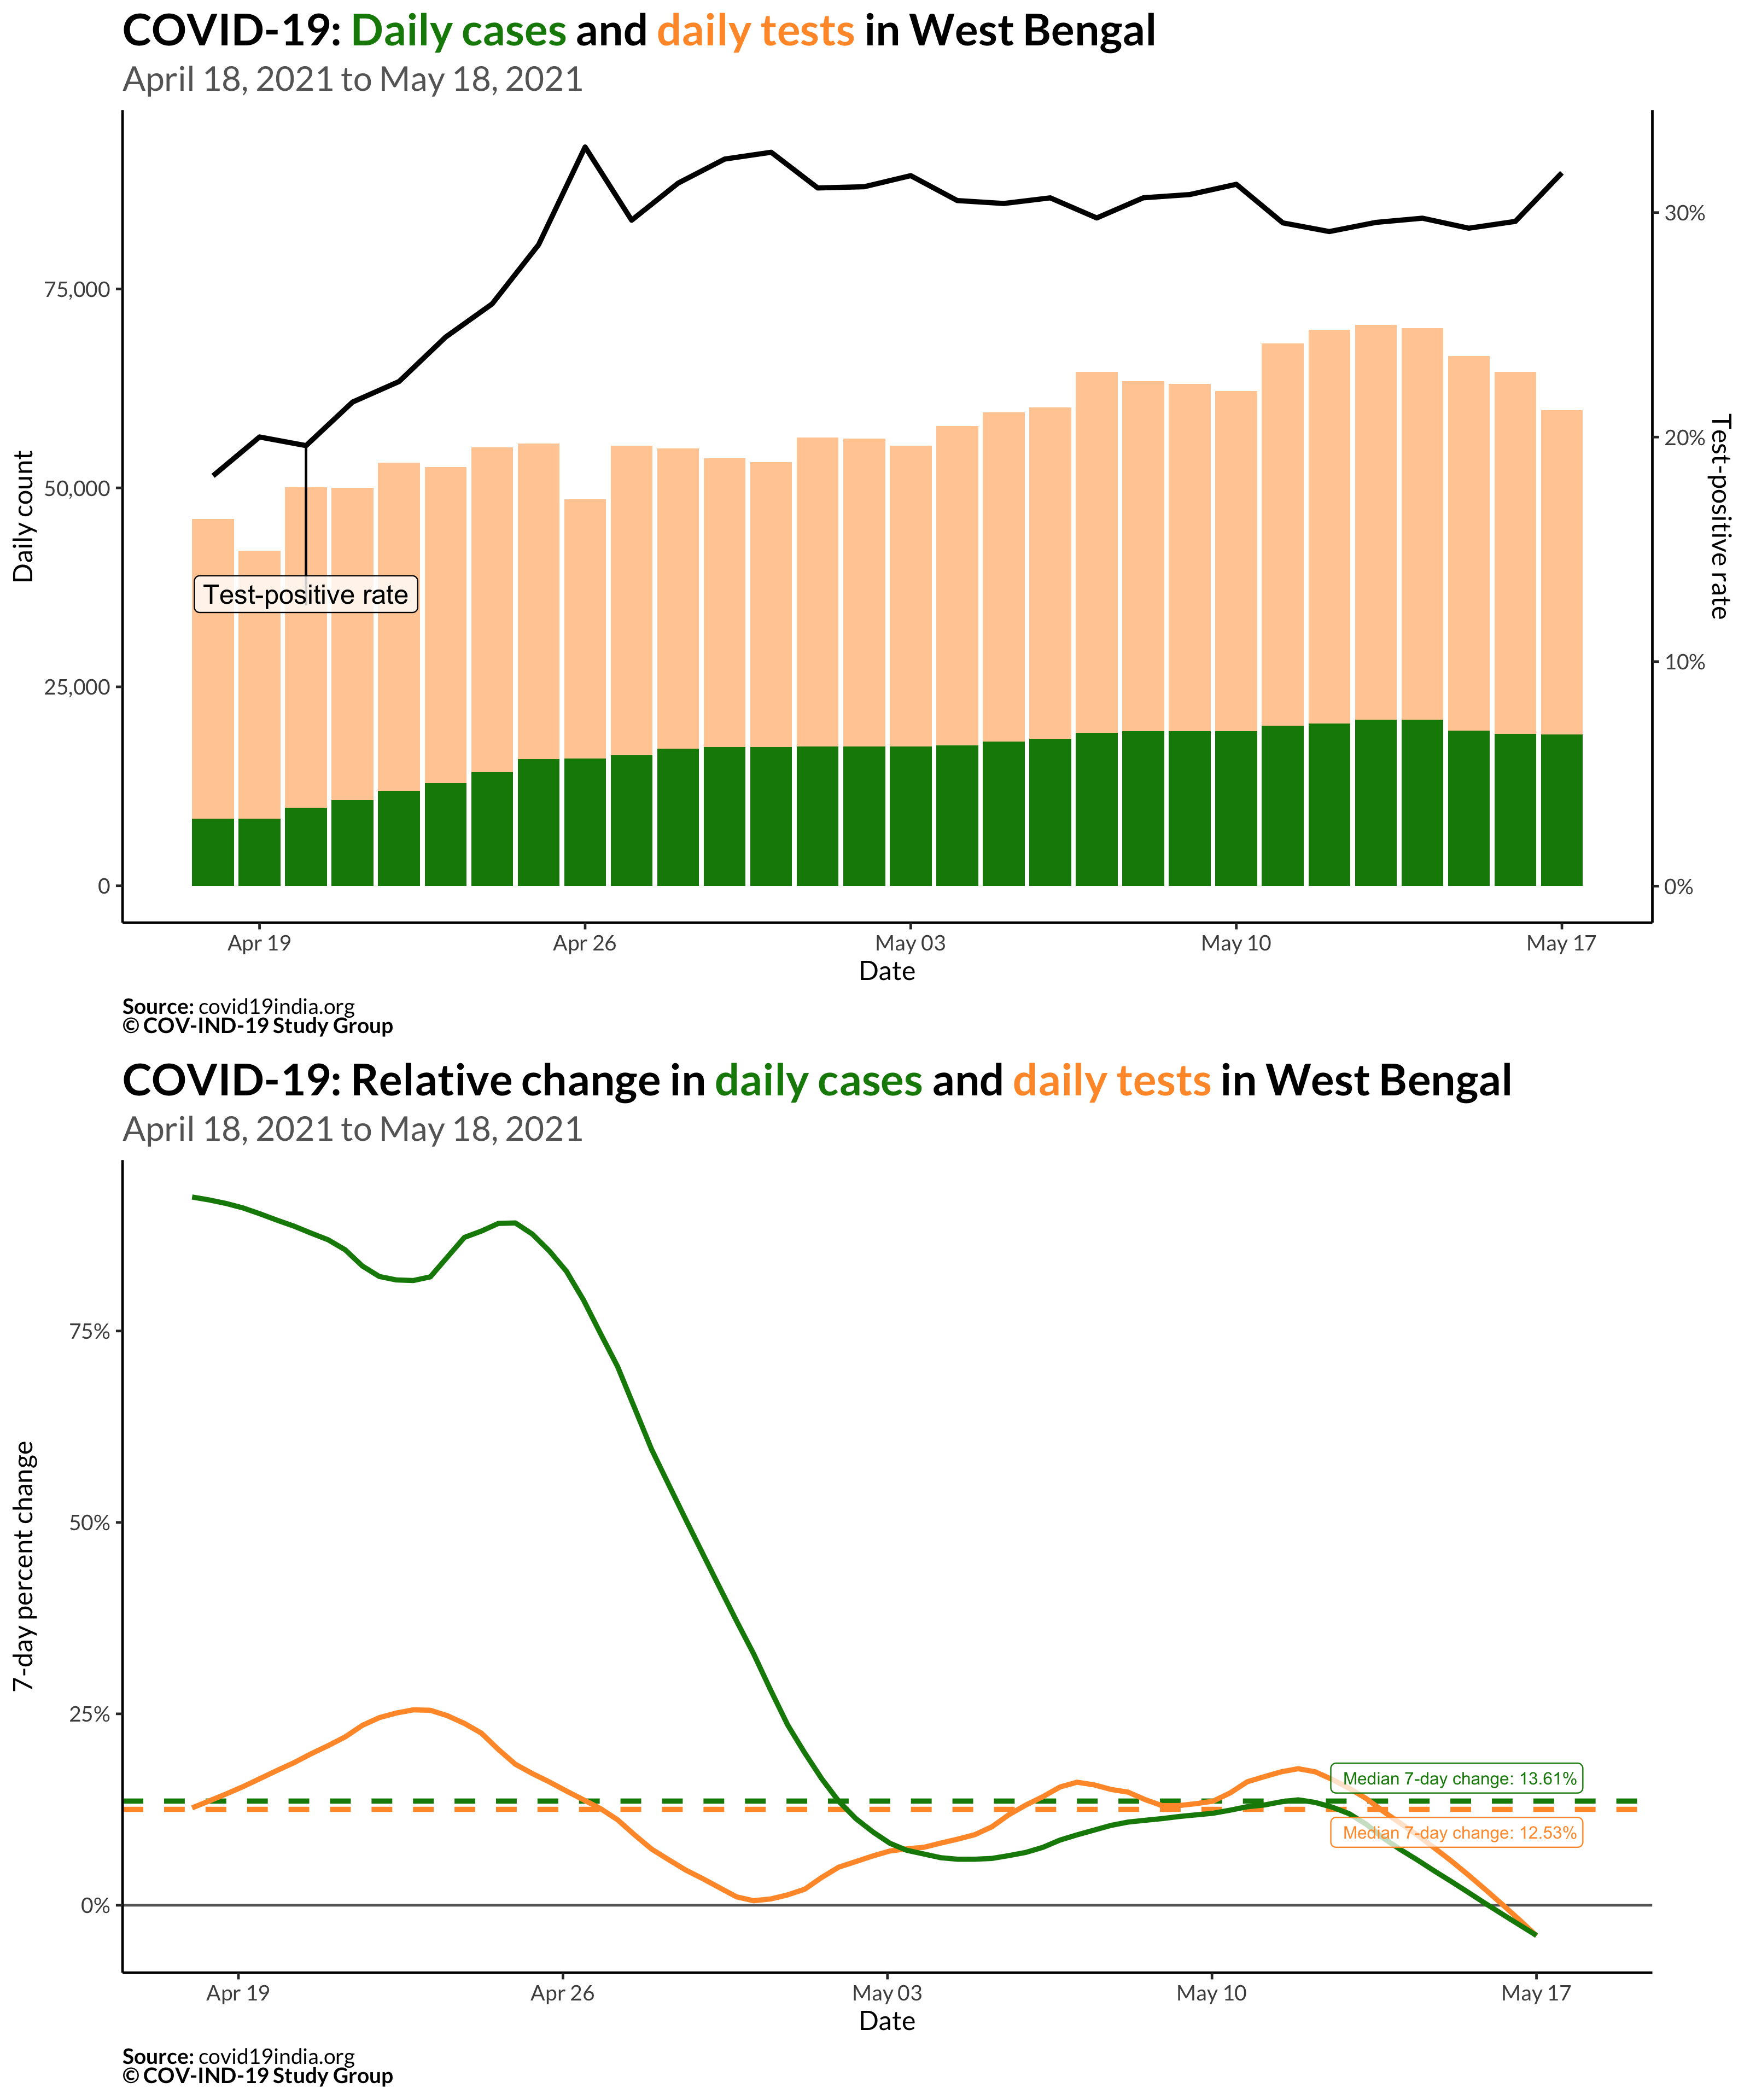 COVID-19: Daily cases and daily tests in West Bengal
April 18, 2021 to May 18, 2021
Daily count
75,000
50,000
25,000
0
Test-positive rate
30%
20%
10%
0%
Test-positive rate
Apr 19
Apr 26
May 03
May 10
May 17
Date
Source: covid19india.org
© COV-IND-19 Study Group
COVID-19: Relative change in daily cases and daily tests in West Bengal
April 18, 2021 to May 18, 2021
7-day percent change
75%
50%
25%
0%
Median 7-day change: 13.61%
Median 7-day change: 12.53%
Apr 19
Apr 26
May 03
May 10
May 17
Date
Source: covid19india.org
© COV-IND-19 Study Group